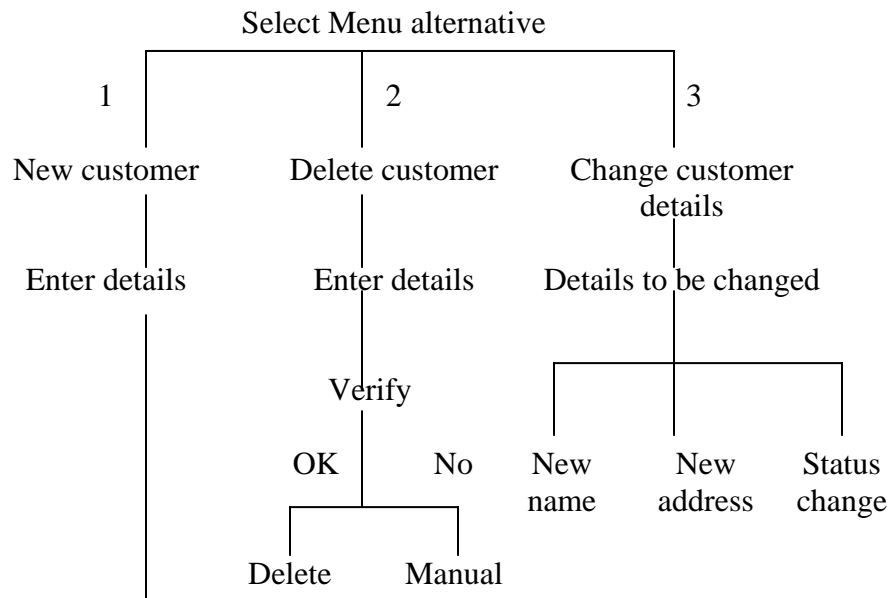 Select Menu alternative
1 2 3
New customer Delete customer Change customer
details
Enter details Enter details Details to be changed
Verify
OK No New New Status
name address change
Delete Manual